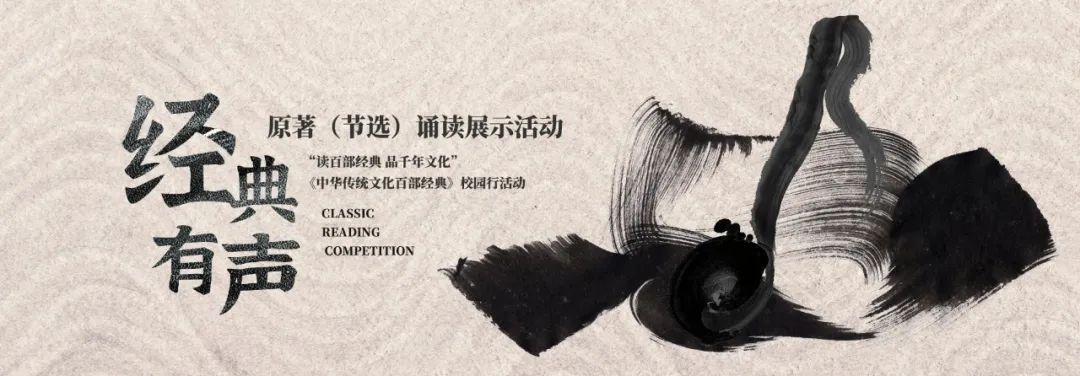 经典
有声
原著（节选）诵读展示活动
“读百部经典 品千年文化”
《中华传统文化百部经典》校园行活动
CLASSIC
READING
COMPETITION